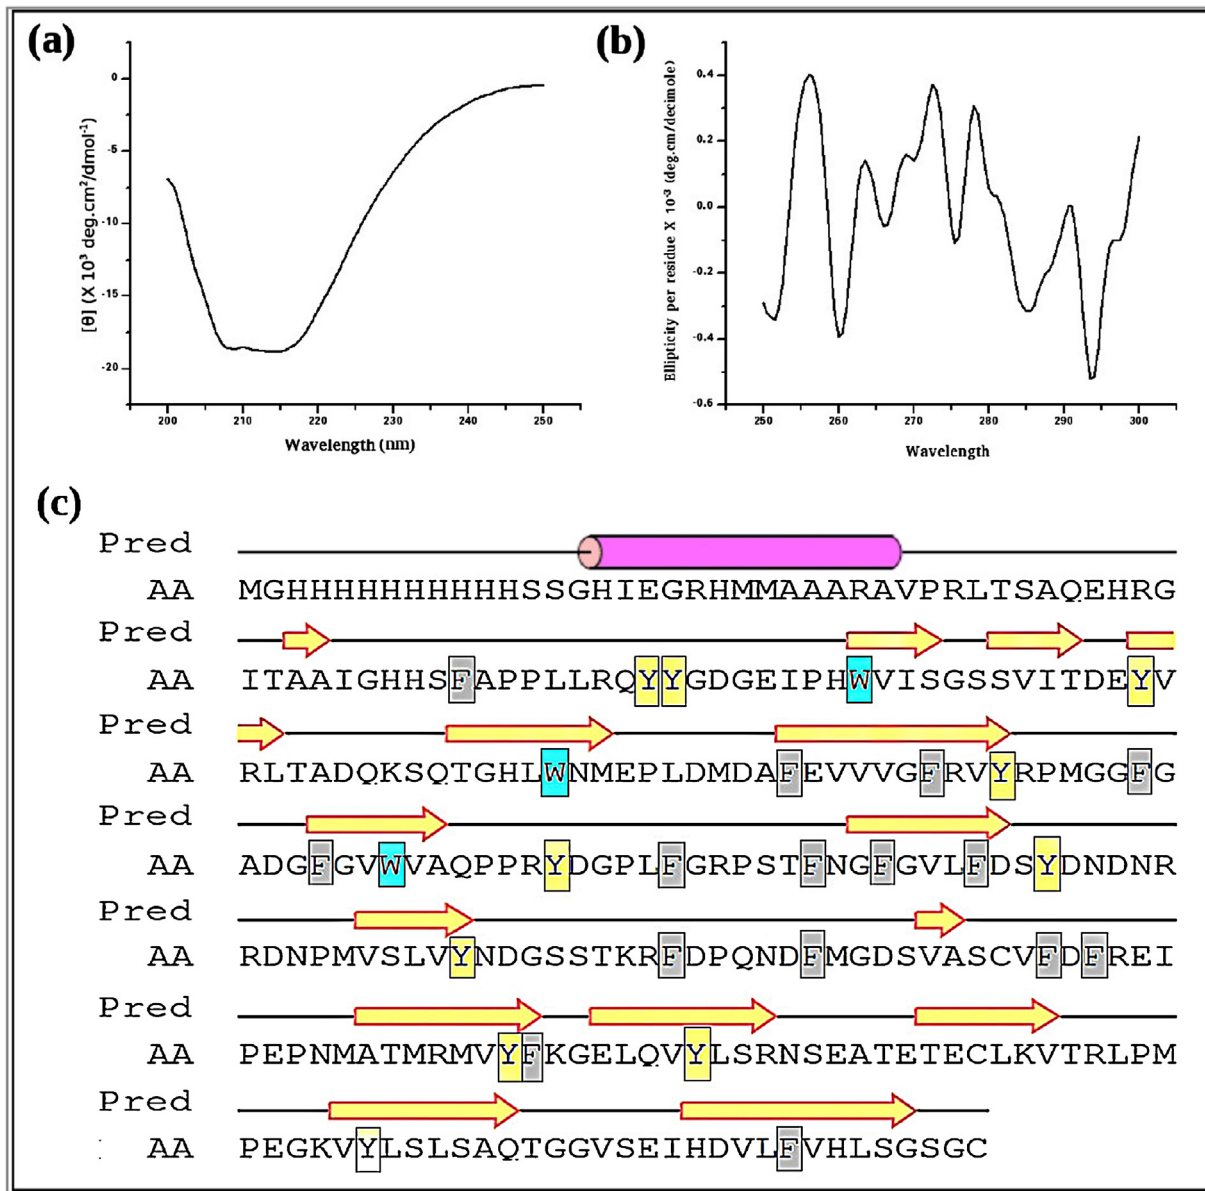 (a)
[θ] (X 10³ deg.cm²/dmol⁻¹)
0
-5
-10
-15
-20
200 210 220 230 240 250
Wavelength (nm)
(b)
Ellipticity per residue X 10⁻³ (deg.cm/decimole)
0.4
0.2
0.0
-0.2
-0.4
-0.6
250 260 270 280 290 300
Wavelength
(c)
Pred
AA MGHHHHHHHHHHSSGHIEGRHMMAAARAVPRLTSAQEHRG
Pred
AA ITAAIGHHSFAPPLLRQYYGDGEIPHWVISGSSVITDEYV
Pred
AA RLTADQKSQTGHLWNMEPLDMDAFEVVVGFRVYRPMGGFG
Pred
AA ADGFGVWVAQPPRYDGPLFGRPSTFNGFGVLFDSYDNDNR
Pred
AA RDNPMVSLVYNDGSSTKRFDPQNDFMGDSVASCVFDFREI
Pred
AA PEPNMATMRMVYFKGELQVYLSRNSEATETECLKVTRLPM
Pred
AA PEGKVYLSLSAQTGGVSEIHDVLFVHLSGSGC